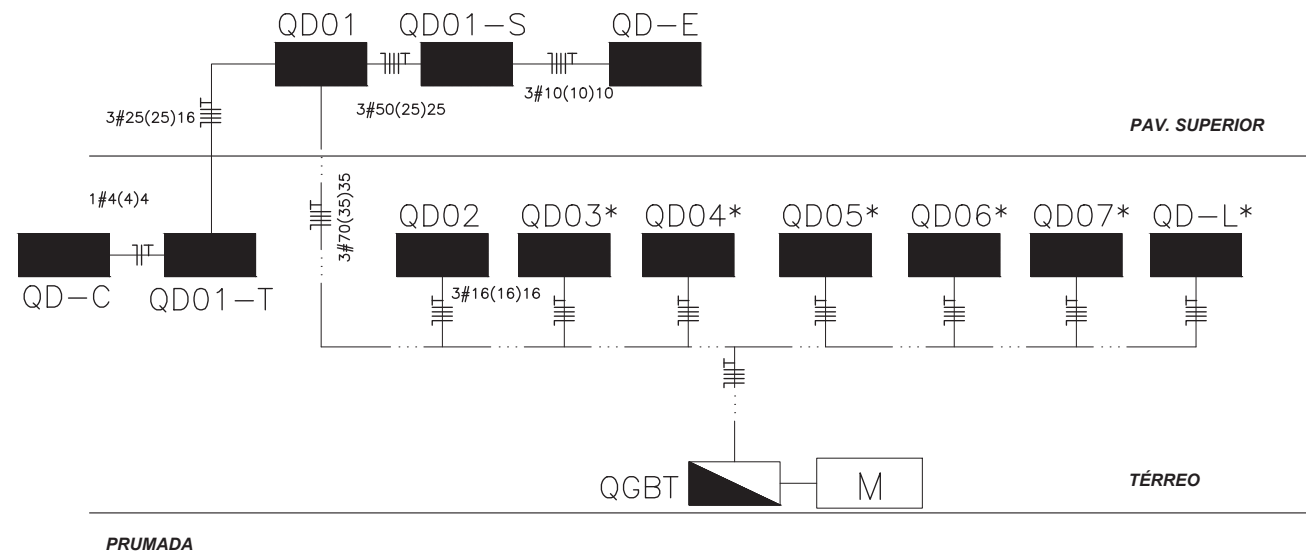 QD01
QD01-S
QD-E
3#25(25)16
3#50(25)25
3#10(10)10
PAV. SUPERIOR
1#4(4)4
3#70(35)35
QD02
QD03*
QD04*
QD05*
QD06*
QD07*
QD-L*
QD-C
QD01-T
3#16(16)16
QGBT
M
TÉRREO
PRUMADA